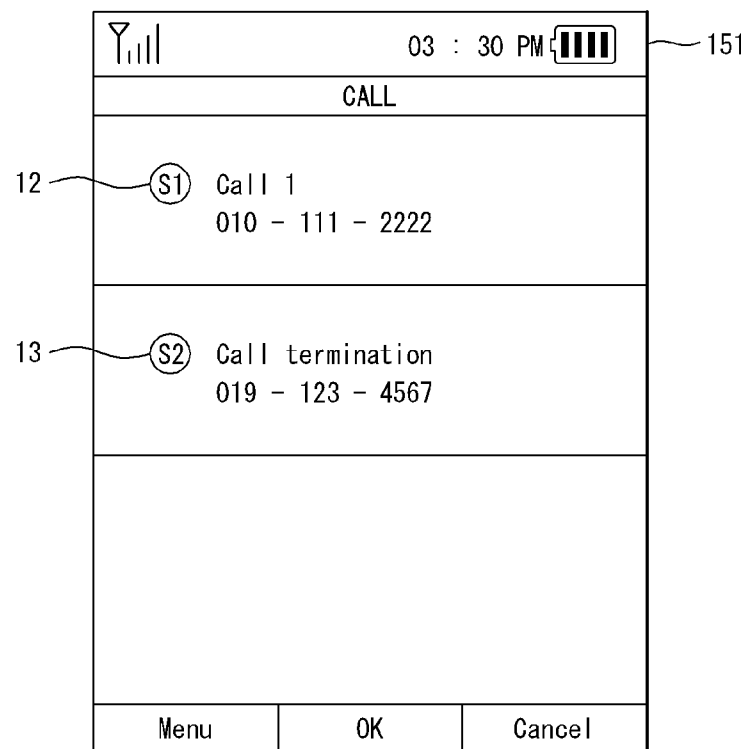 03 : 30 PM
151
CALL
12
S1 Call 1
010 - 111 - 2222
13
S2 Call termination
019 - 123 - 4567
Menu OK Cancel